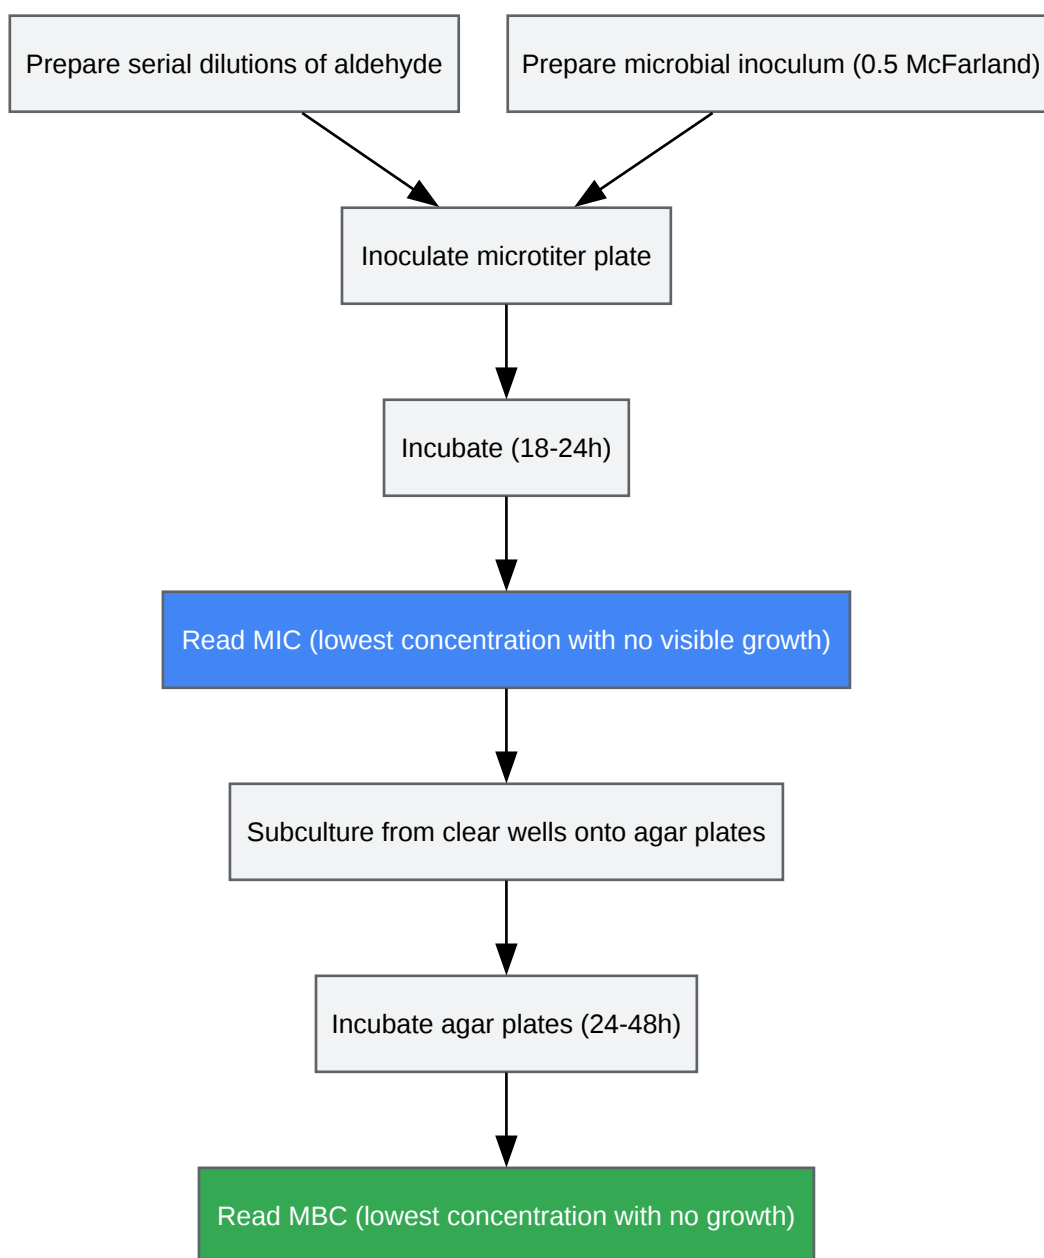 Prepare serial dilutions of aldehyde
Prepare microbial inoculum (0.5 McFarland)
Inoculate microtiter plate
Incubate (18-24h)
Read MIC (lowest concentration with no visible growth)
Subculture from clear wells onto agar plates
Incubate agar plates (24-48h)
Read MBC (lowest concentration with no growth)